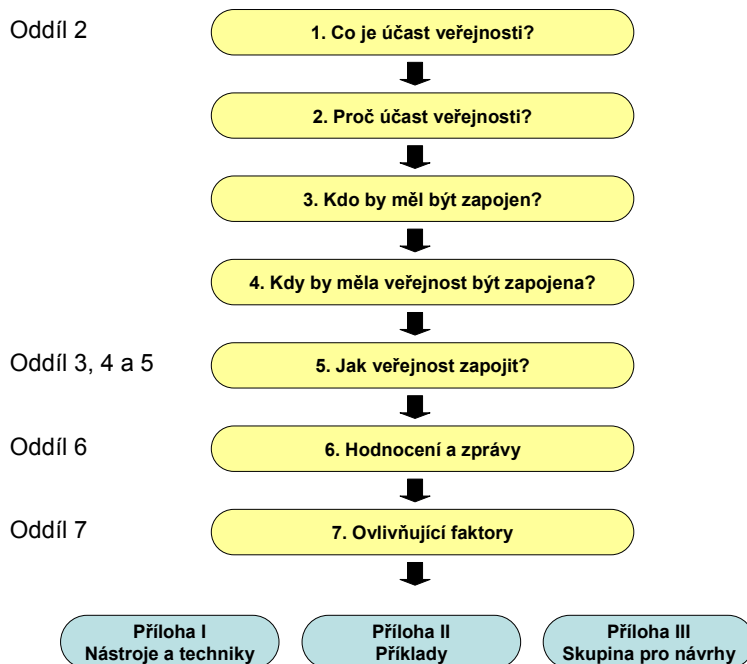 Oddíl 2
1. Co je účast veřejnosti?
2. Proč účast veřejnosti?
3. Kdo by měl být zapojen?
4. Kdy by měla veřejnost být zapojena?
Oddíl 3, 4 a 5
5. Jak veřejnost zapojit?
Oddíl 6
6. Hodnocení a zprávy
Oddíl 7
7. Ovlivňující faktory
Příloha I
Nástroje a techniky
Příloha II
Příklady
Příloha III
Skupina pro návrhy